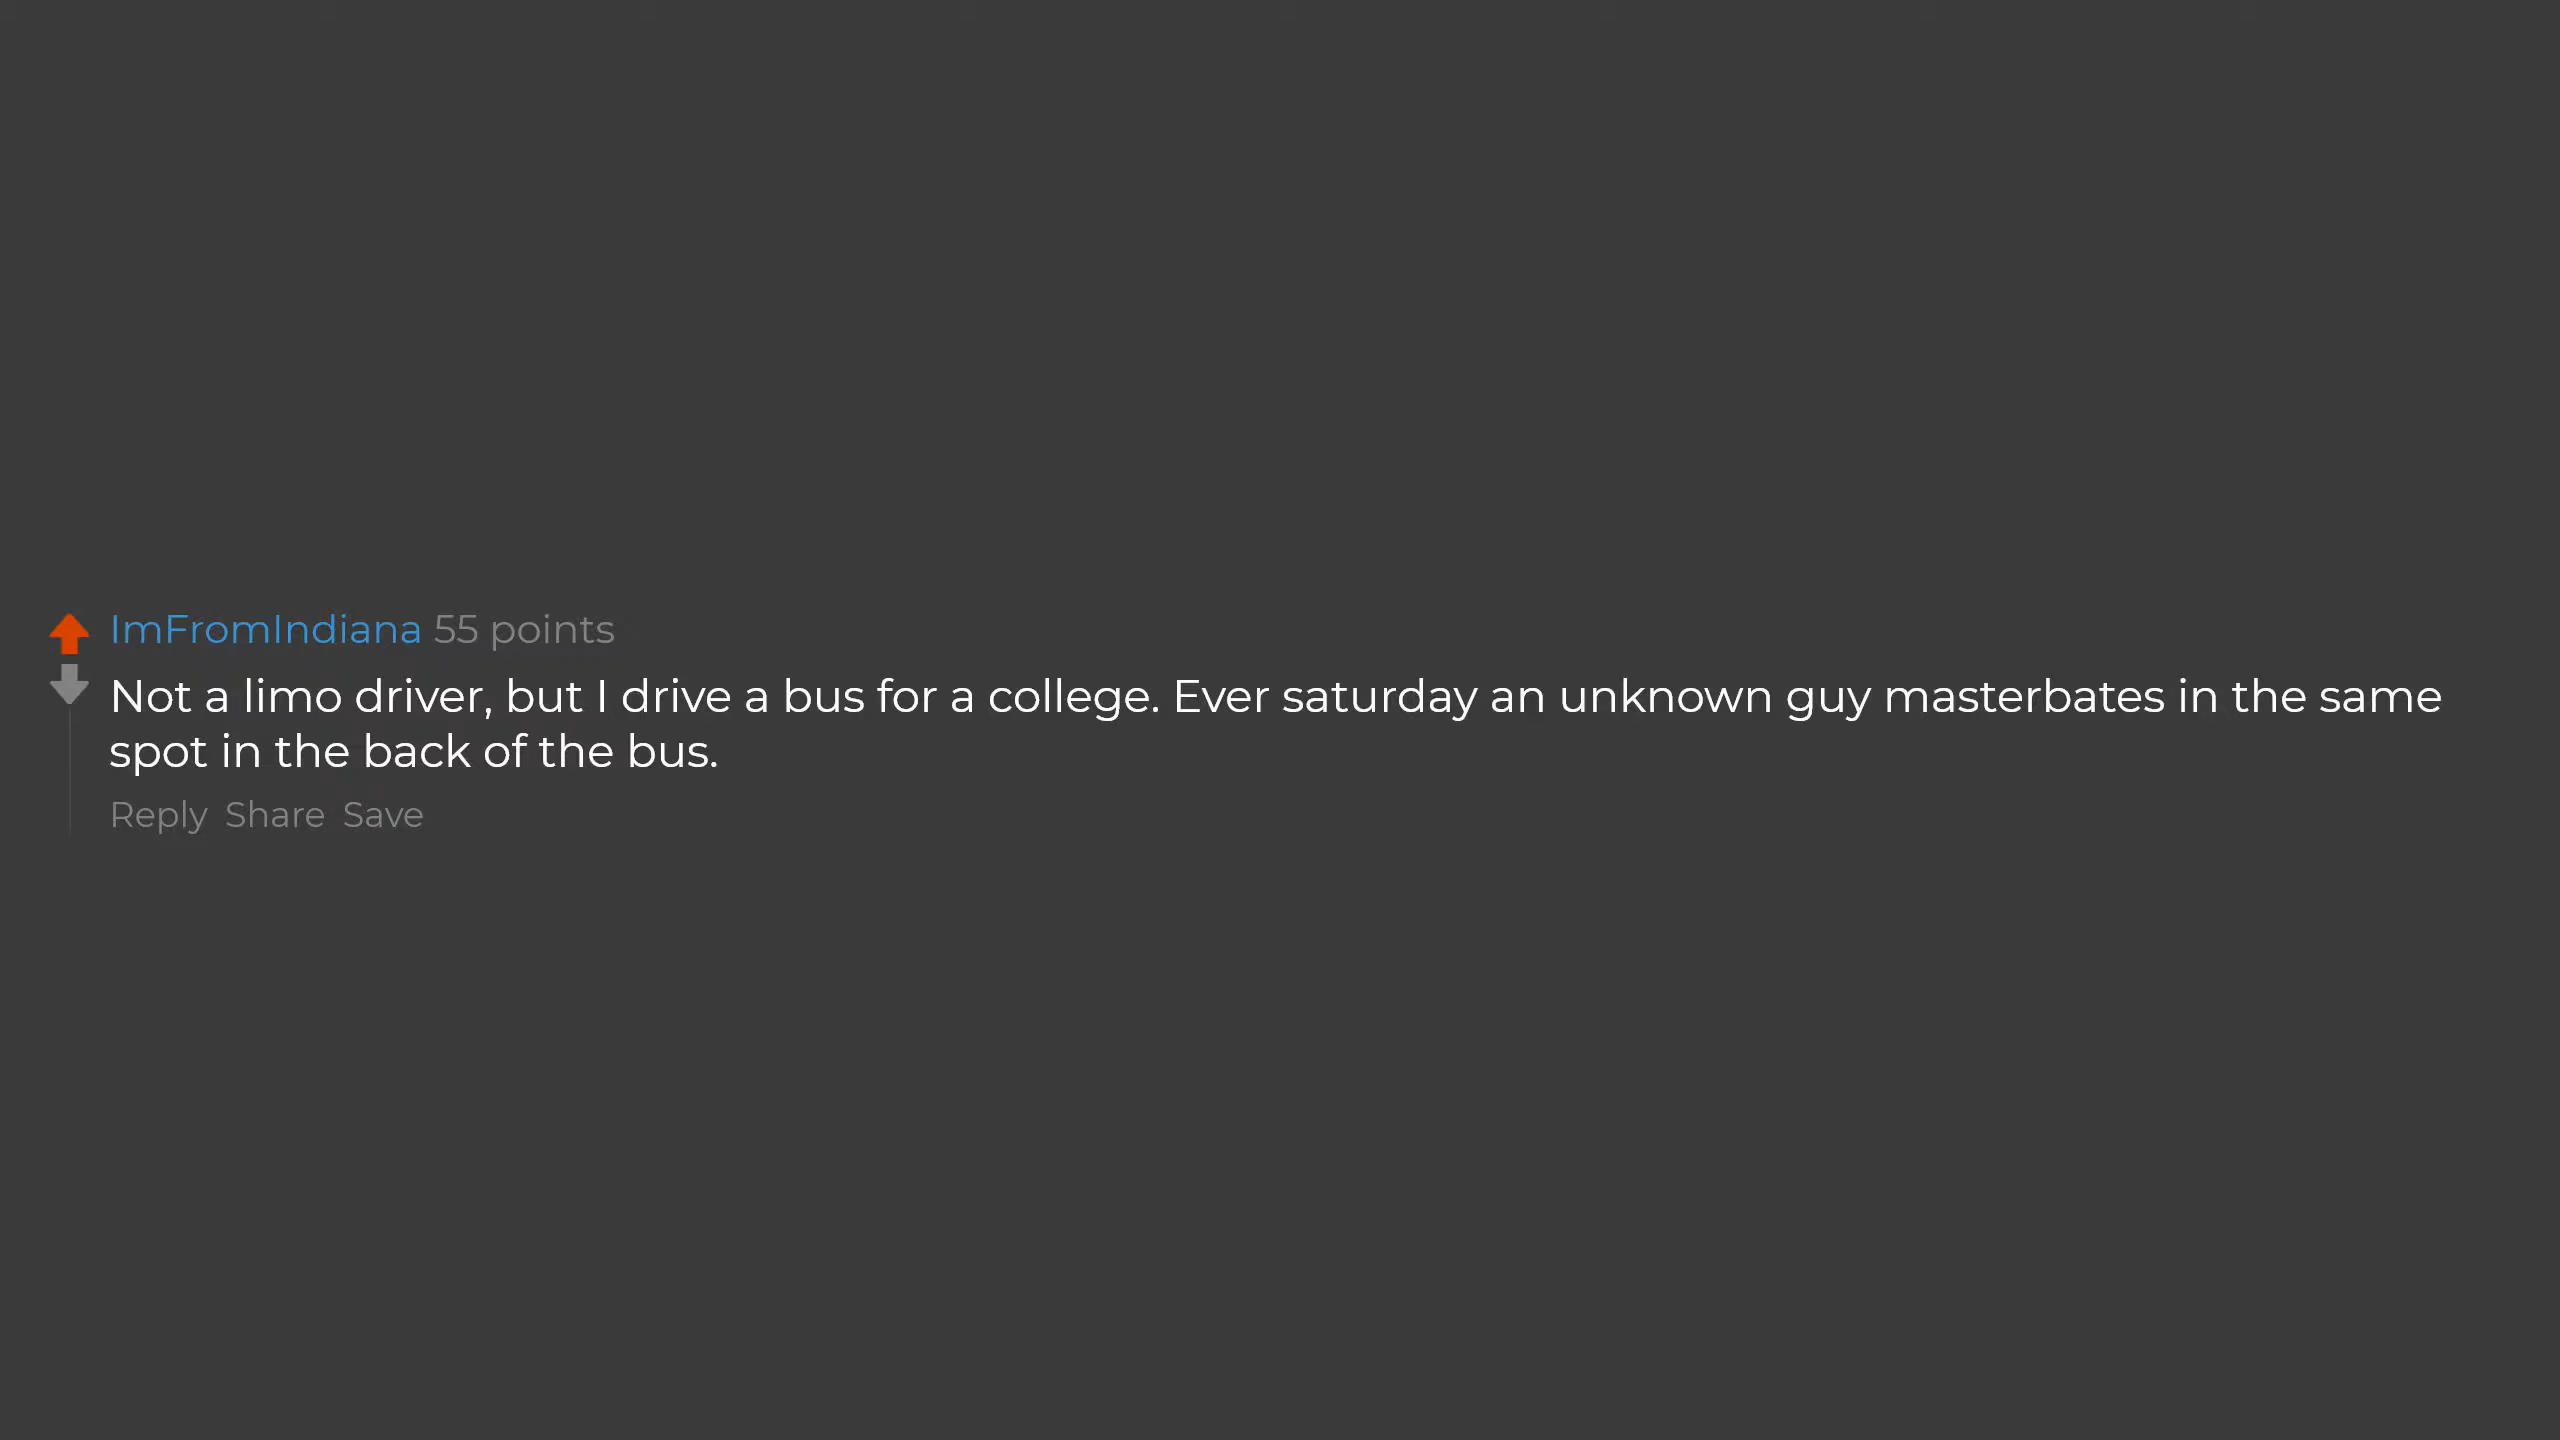 ImFromIndiana 55 points
Not a limo driver, but I drive a bus for a college. Ever saturday an unknown guy masterbates in the same
spot in the back of the bus.
Reply Share Save